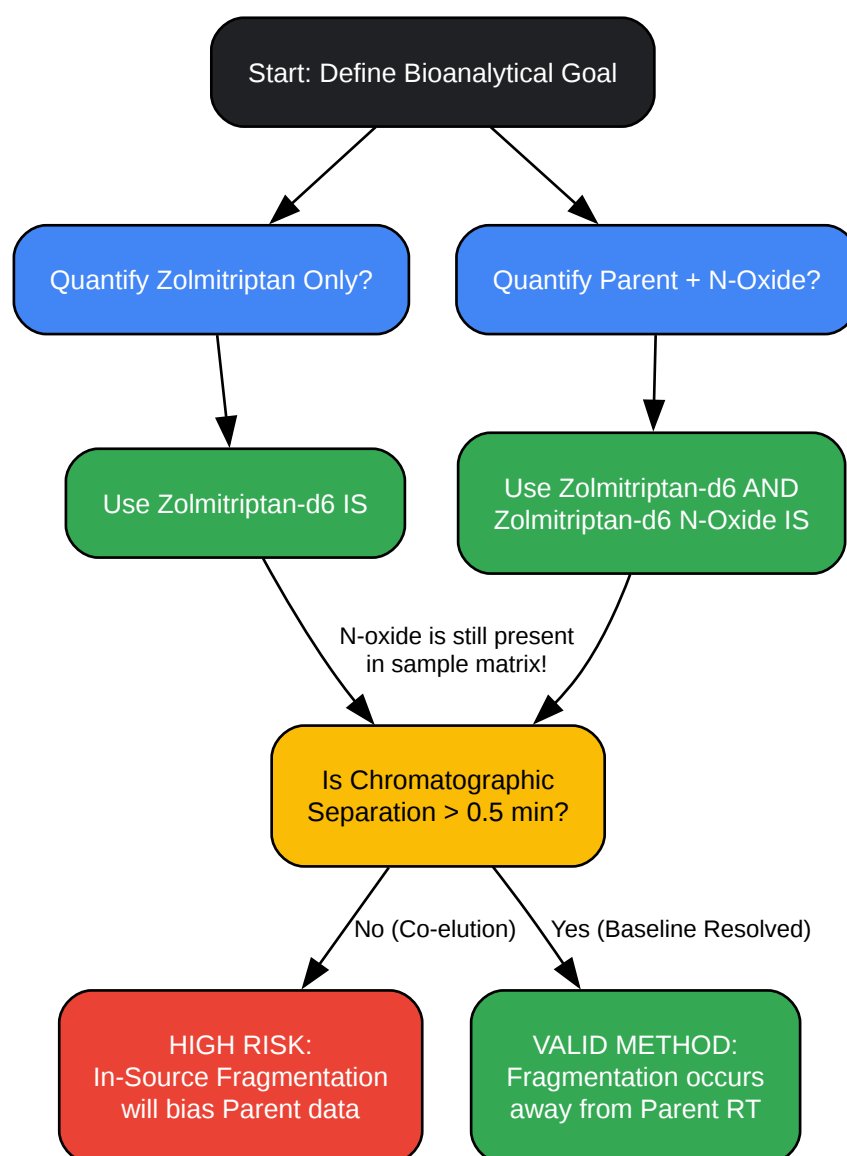 Start: Define Bioanalytical Goal
Quantify Zolmitriptan Only?
Quantify Parent + N-Oxide?
Use Zolmitriptan-d6 IS
Use Zolmitriptan-d6 AND
Zolmitriptan-d6 N-Oxide IS
N-oxide is still present
in sample matrix!
Is Chromatographic
Separation > 0.5 min?
No (Co-elution)
Yes (Baseline Resolved)
HIGH RISK:
In-Source Fragmentation
will bias Parent data
VALID METHOD:
Fragmentation occurs
away from Parent RT